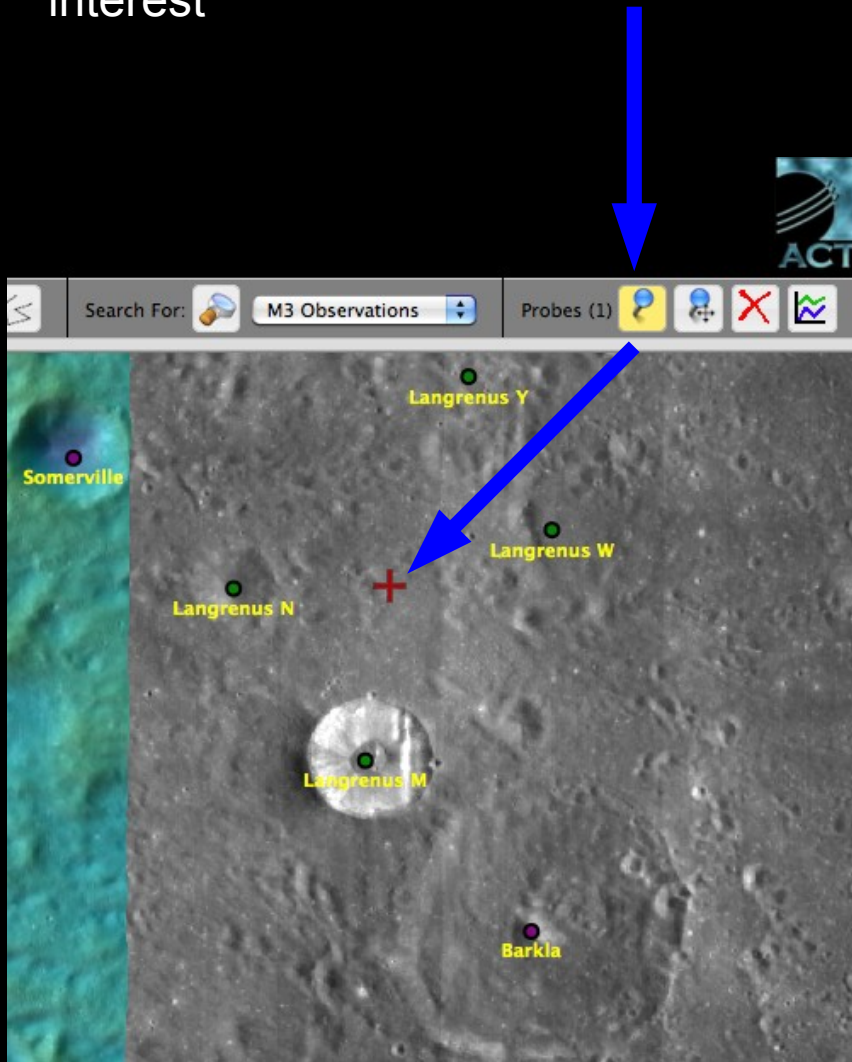 interest
ACT
Search For: M3 Observations Probes (1)
Langrenus Y
Somerville
Langrenus W
Langrenus N
Langrenus M
Barkla